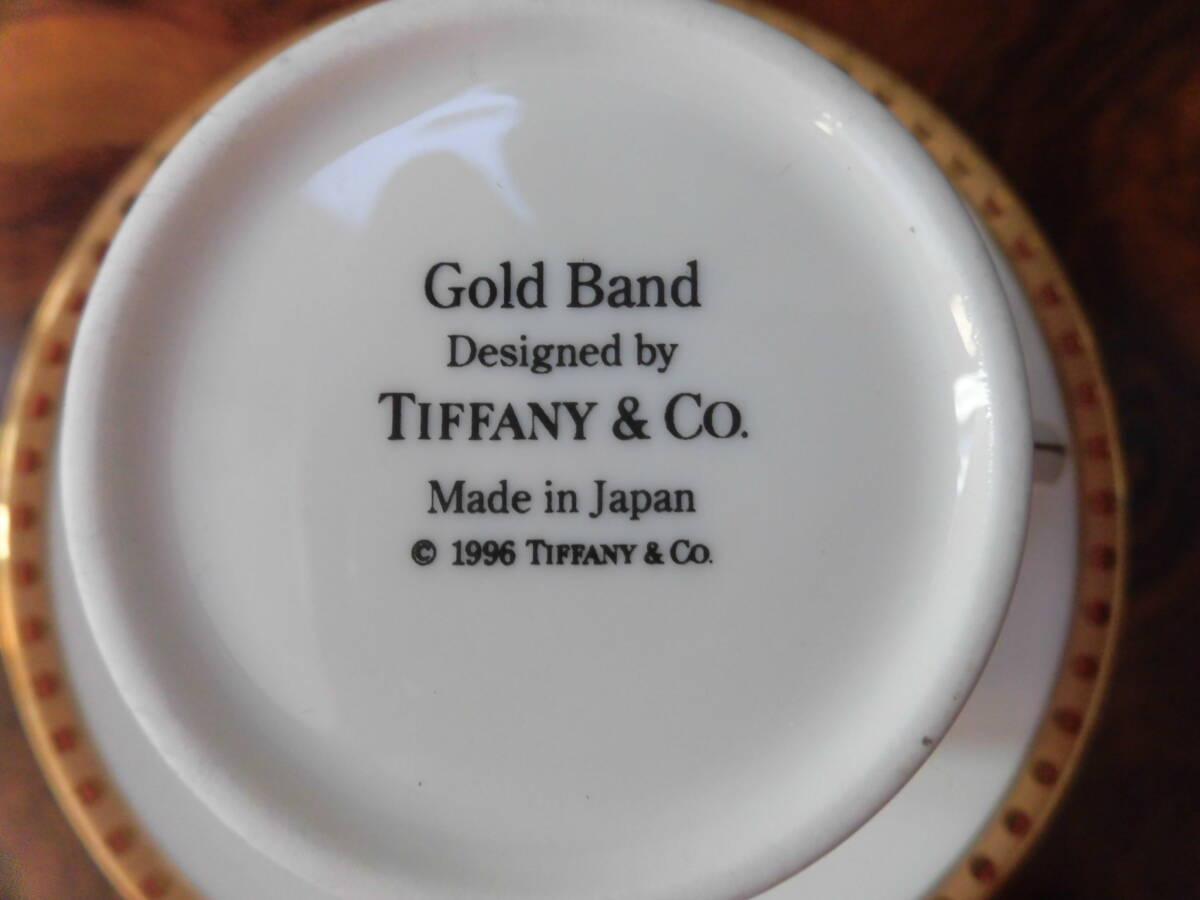 Gold Band
Designed by
TIFFANY & CO.
Made in Japan
© 1996 TIFFANY & CO.